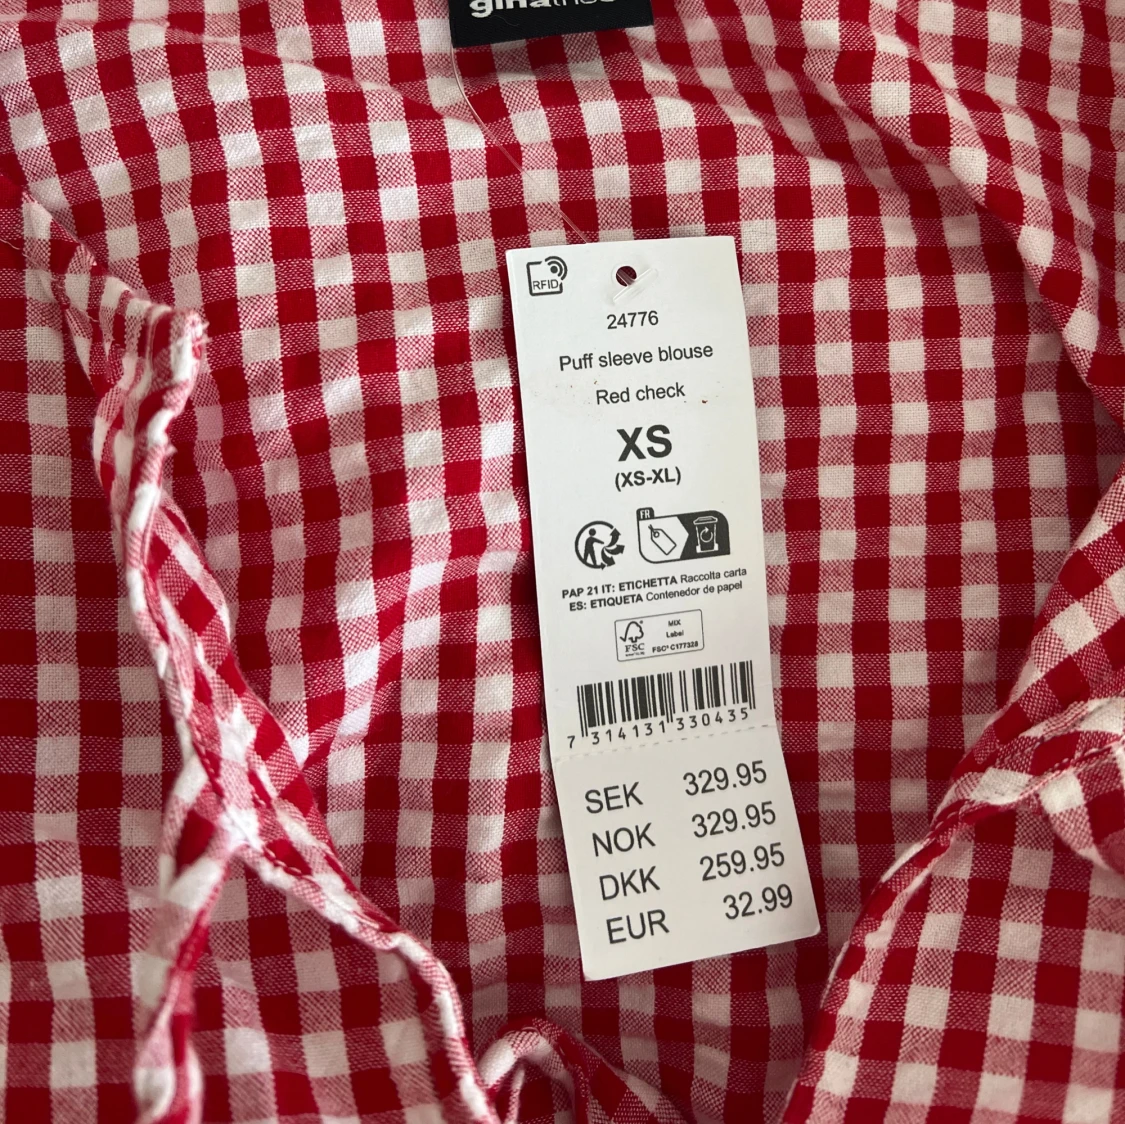 RFID
24776
Puff sleeve blouse
Red check
XS
(XS-XL)
FR
PAP 21 IT: ETICHETTA Raccolta carta
ES: ETIQUETA Contenedor de papel
FSC
MIX
Label
FSC® C177328
7 314131 330435
SEK 329.95
NOK 329.95
DKK 259.95
EUR 32.99